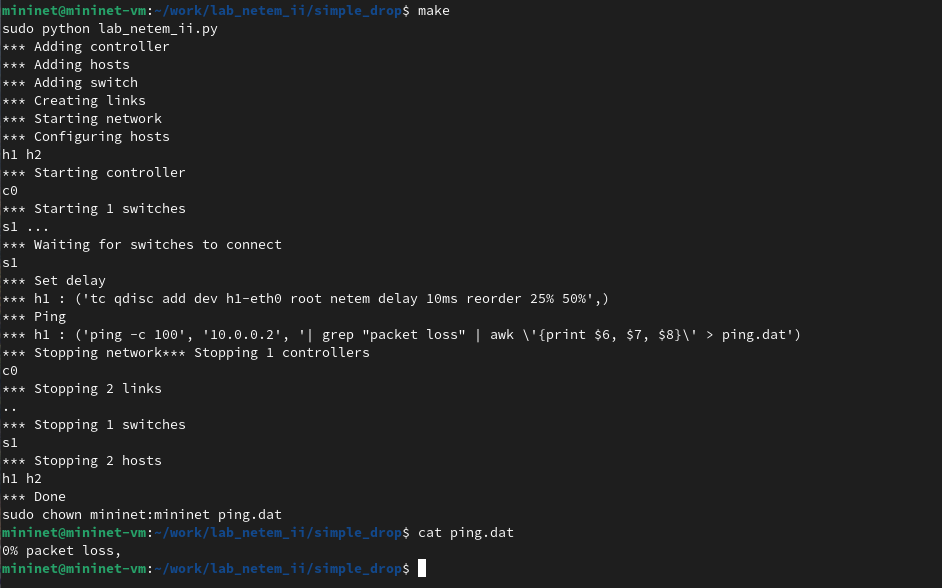 mininet@mininet-vm:~/work/lab_netem_ii/simple_drop$ make
sudo python lab_netem_ii.py
*** Adding controller
*** Adding hosts
*** Adding switch
*** Creating links
*** Starting network
*** Configuring hosts
h1 h2
*** Starting controller
c0
*** Starting 1 switches
s1 ...
*** Waiting for switches to connect
s1
*** Set delay
*** h1 : ('tc qdisc add dev h1-eth0 root netem delay 10ms reorder 25% 50%',)
*** Ping
*** h1 : ('ping -c 100', '10.0.0.2', '| grep "packet loss" | awk \'{print $6, $7, $8}\' > ping.dat')
*** Stopping network*** Stopping 1 controllers
c0
*** Stopping 2 links
..
*** Stopping 1 switches
s1
*** Stopping 2 hosts
h1 h2
*** Done
sudo chown mininet:mininet ping.dat
mininet@mininet-vm:~/work/lab_netem_ii/simple_drop$ cat ping.dat
0% packet loss,
mininet@mininet-vm:~/work/lab_netem_ii/simple_drop$